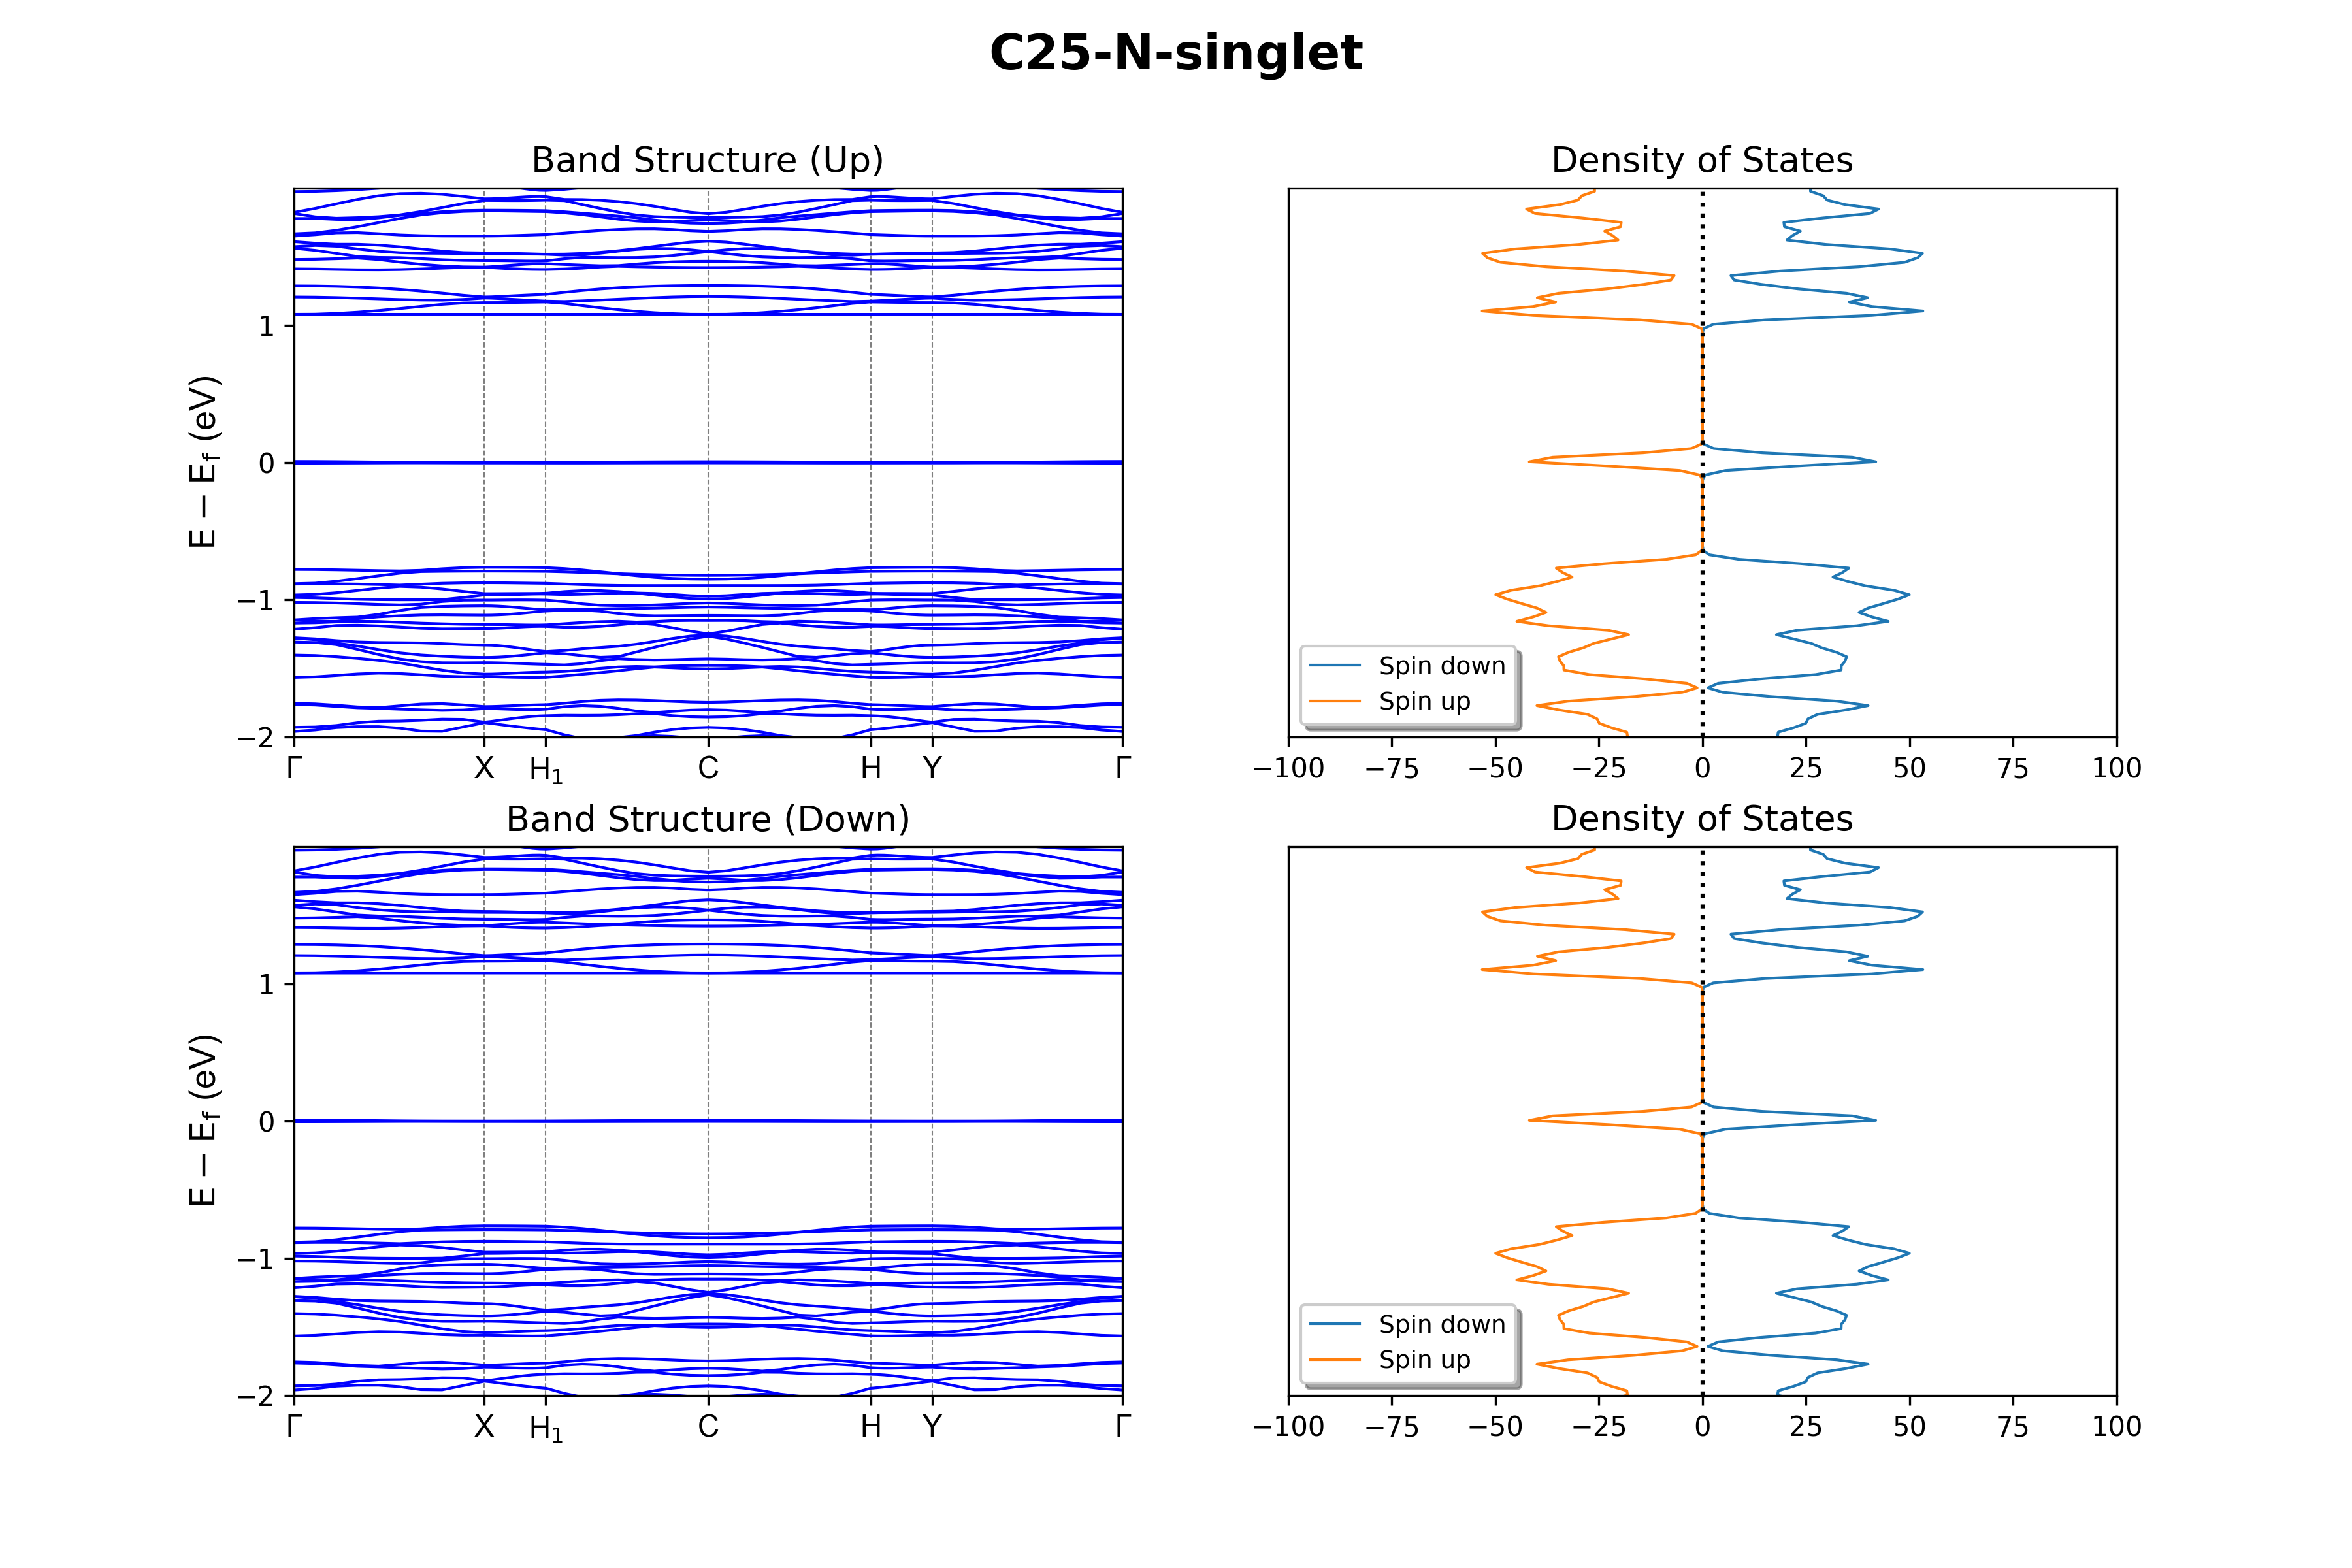 C25-N-singlet
Band Structure (Up)
Density of States
E − E_f (eV)
1
0
−1
−2
Γ X H₁ C H Y Γ
Spin down
Spin up
−100 −75 −50 −25 0 25 50 75 100
Band Structure (Down)
Density of States
E − E_f (eV)
1
0
−1
−2
Γ X H₁ C H Y Γ
Spin down
Spin up
−100 −75 −50 −25 0 25 50 75 100